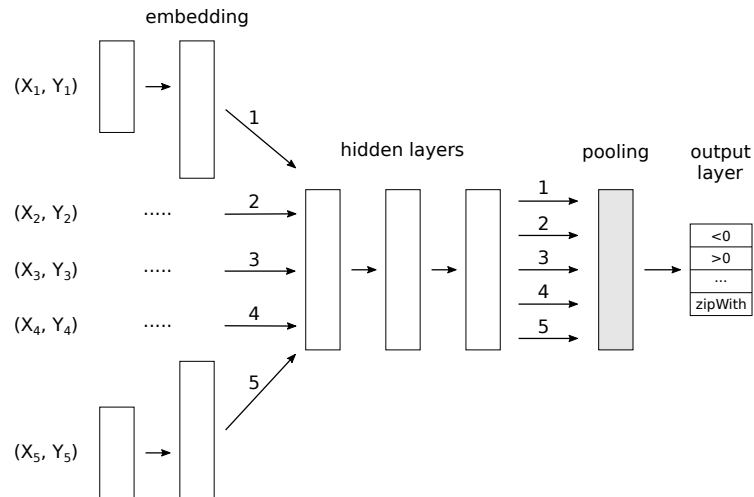 embedding
(X₁, Y₁)
1
hidden layers
pooling
output
layer
(X₂, Y₂)
.....
2
1
2
<0
(X₃, Y₃)
.....
3
3
>0
...
(X₄, Y₄)
.....
4
4
zipWith
5
5
(X₅, Y₅)